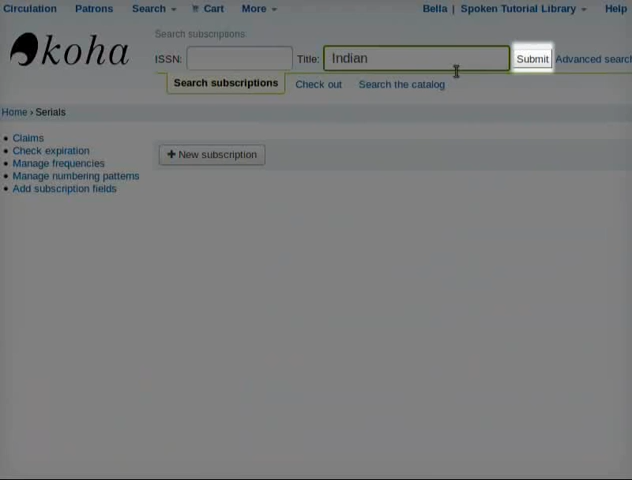 Circulation Patrons Search Cart More Bella | Spoken Tutorial Library Help
koha
Search subscriptions
ISSN: Title: Indian Submit Advanced search
Search subscriptions Check out Search the catalog
Home › Serials
• Claims
• Check expiration
• Manage frequencies
• Manage numbering patterns
• Add subscription fields
+ New subscription